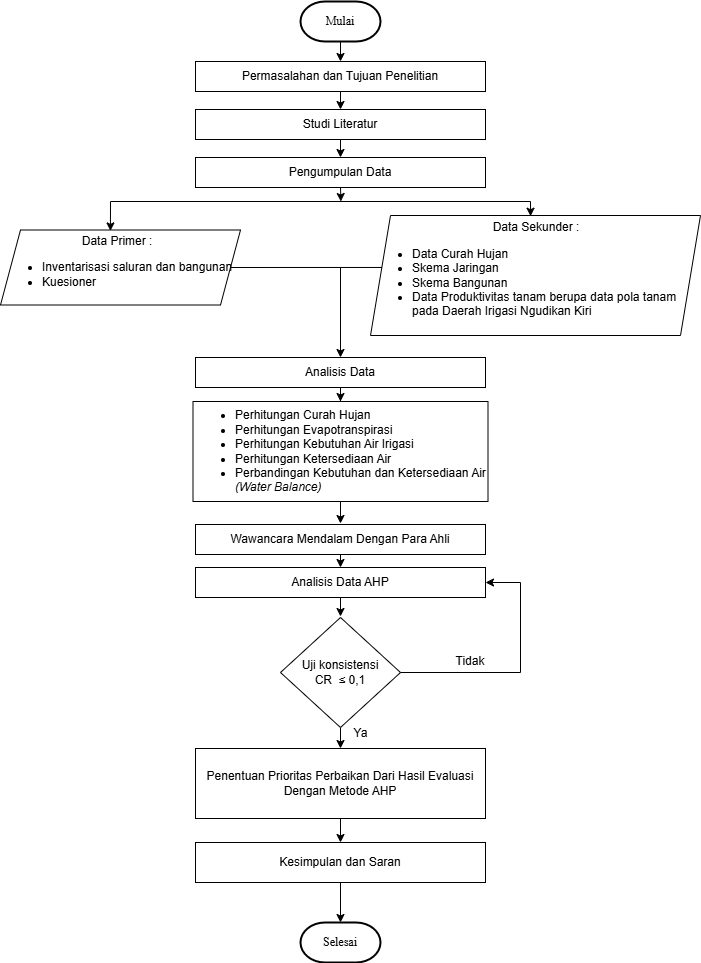 Mulai
Permasalahan dan Tujuan Penelitian
Studi Literatur
Pengumpulan Data
Data Primer :
• Inventarisasi saluran dan bangunan
• Kuesioner
Data Sekunder :
• Data Curah Hujan
• Skema Jaringan
• Skema Bangunan
• Data Produktivitas tanam berupa data pola tanam
pada Daerah Irigasi Ngudikan Kiri
Analisis Data
• Perhitungan Curah Hujan
• Perhitungan Evapotranspirasi
• Perhitungan Kebutuhan Air Irigasi
• Perhitungan Ketersediaan Air
• Perbandingan Kebutuhan dan Ketersediaan Air
(Water Balance)
Wawancara Mendalam Dengan Para Ahli
Analisis Data AHP
Uji konsistensi
CR ≤ 0,1
Tidak
Ya
Penentuan Prioritas Perbaikan Dari Hasil Evaluasi
Dengan Metode AHP
Kesimpulan dan Saran
Selesai